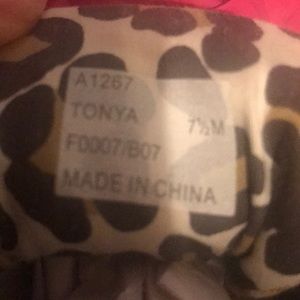 A1267
TONYA 7½M
F0007/B07
MADE IN CHINA